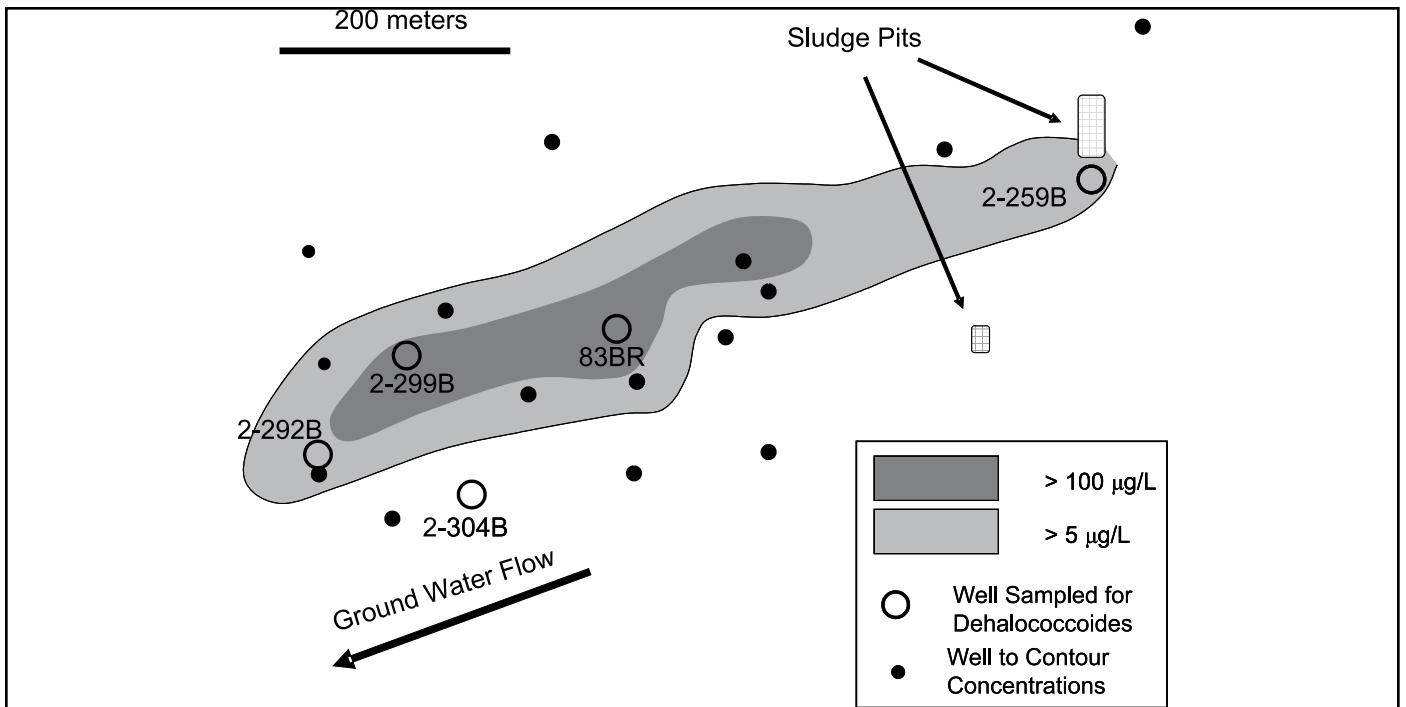 200 meters
Sludge Pits
2-259B
83BR
2-299B
2-292B
2-304B
Ground Water Flow
> 100 μg/L
> 5 μg/L
Well Sampled for
Dehalococcoides
Well to Contour
Concentrations